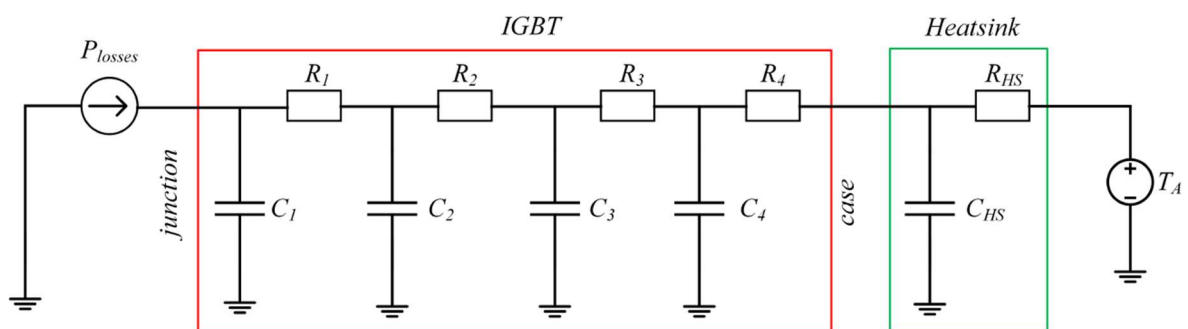 IGBT
Heatsink
P_losses
R_1
R_2
R_3
R_4
R_HS
junction
C_1
C_2
C_3
C_4
case
C_HS
+
−
T_A